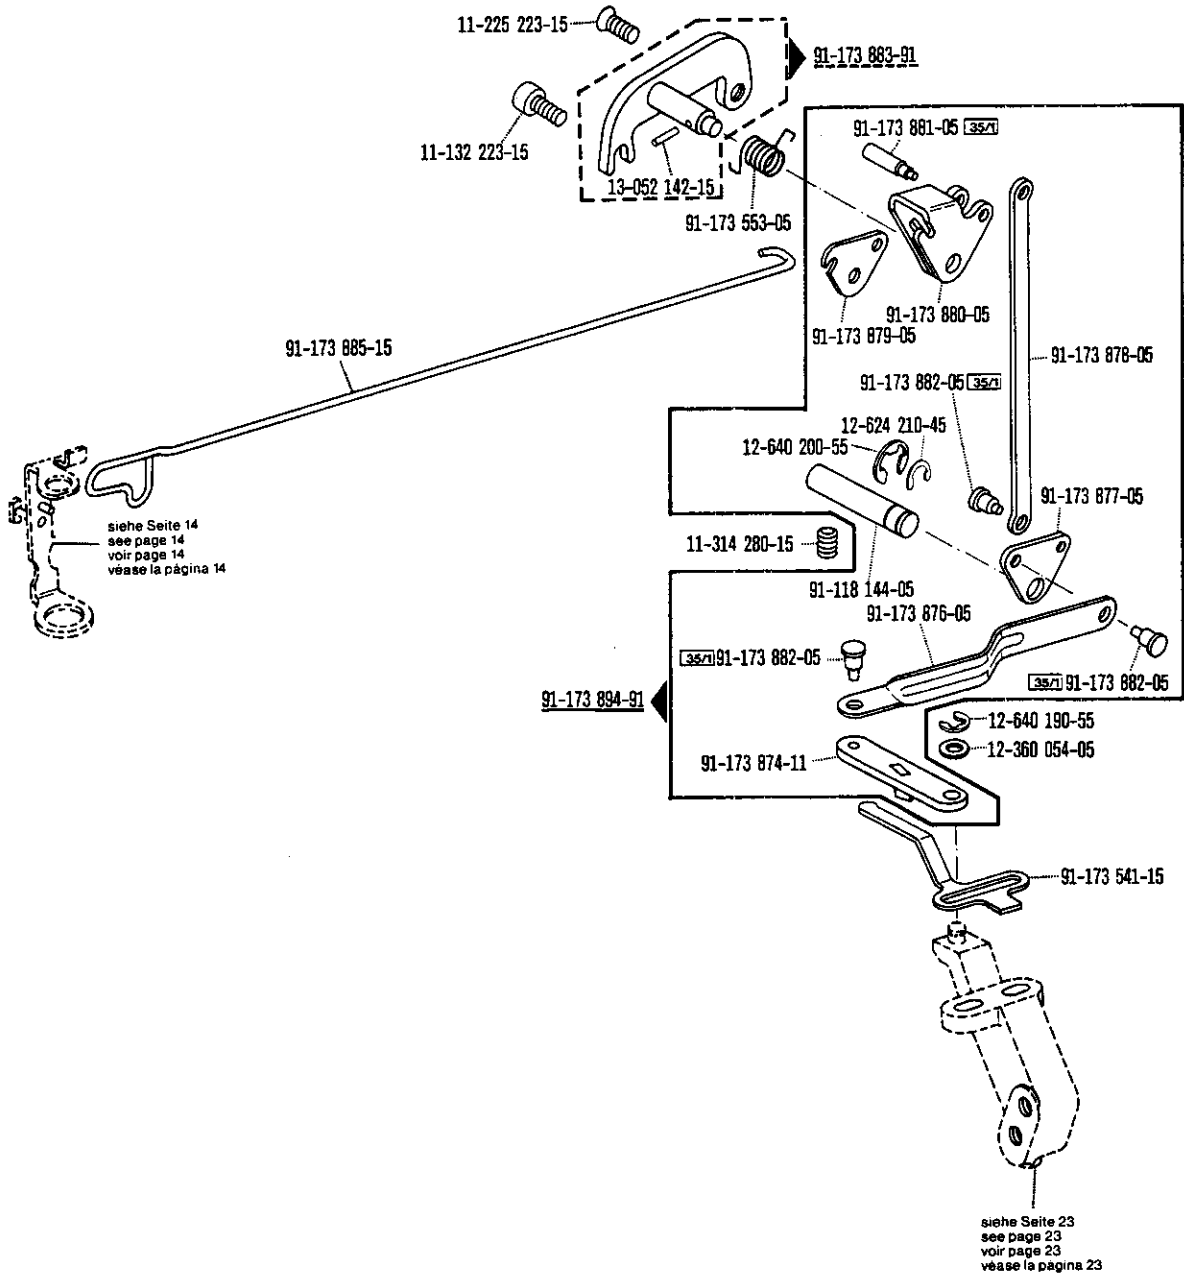 11-225 223-15
91-173 883-91
11-132 223-15
13-052 142-15
91-173 553-05
91-173 881-05 35/1
91-173 880-05
91-173 879-05
91-173 885-15
91-173 878-05
91-173 882-05 35/1
12-624 210-45
12-640 200-55
91-173 877-05
siehe Seite 14
see page 14
voir page 14
véase la página 14
11-314 280-15
91-118 144-05
91-173 876-05
35/1 91-173 882-05
35/1 91-173 882-05
91-173 894-91
12-640 190-55
12-360 054-05
91-173 874-11
91-173 541-15
siehe Seite 23
see page 23
voir page 23
véase la página 23